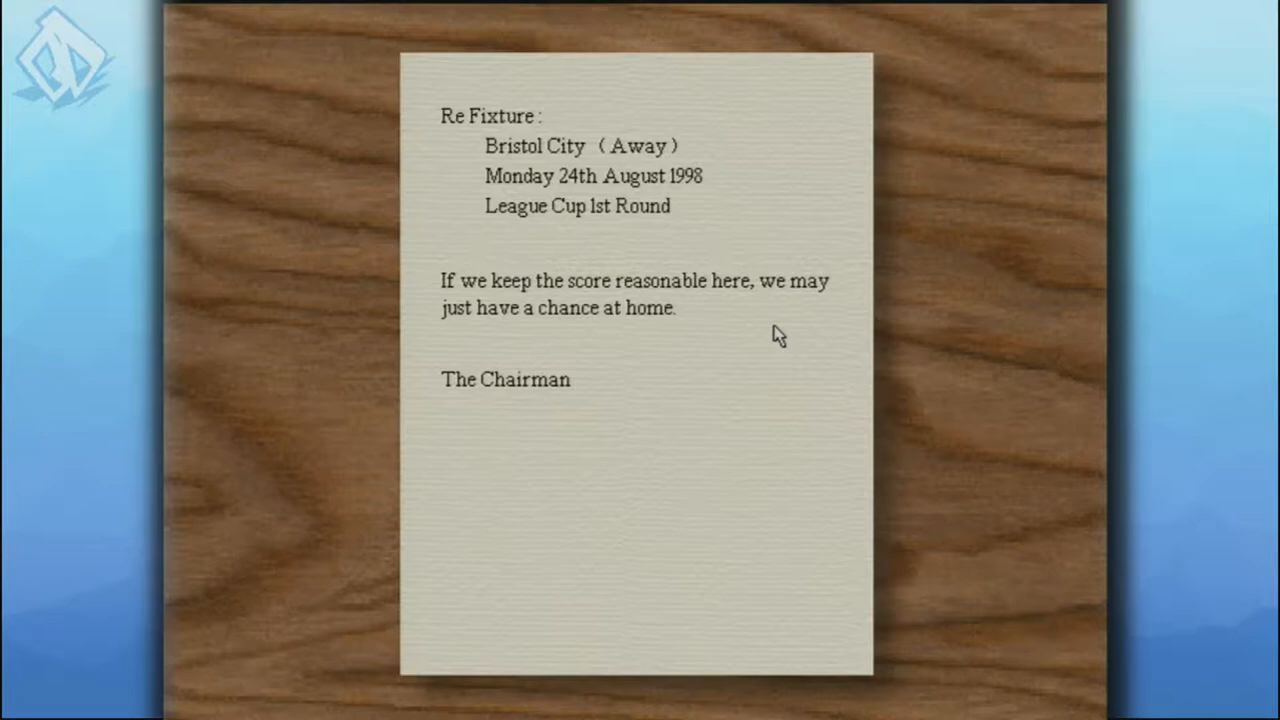 Re Fixture :
Bristol City ( Away )
Monday 24th August 1998
League Cup 1st Round
If we keep the score reasonable here, we may
just have a chance at home.
The Chairman